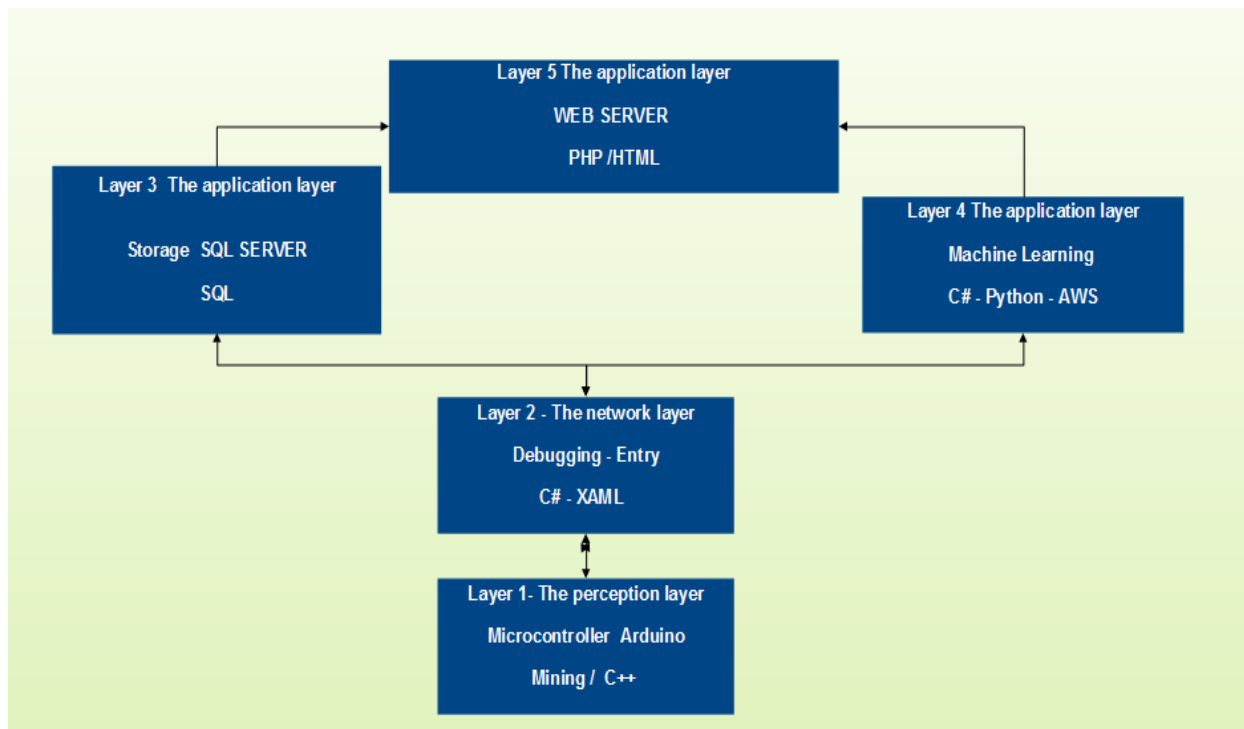 Layer 5 The application layer
WEB SERVER
PHP /HTML
Layer 3 The application layer
Storage SQL SERVER
SQL
Layer 4 The application layer
Machine Learning
C# - Python - AWS
Layer 2 - The network layer
Debugging - Entry
C# - XAML
Layer 1- The perception layer
Microcontroller Arduino
Mining / C++